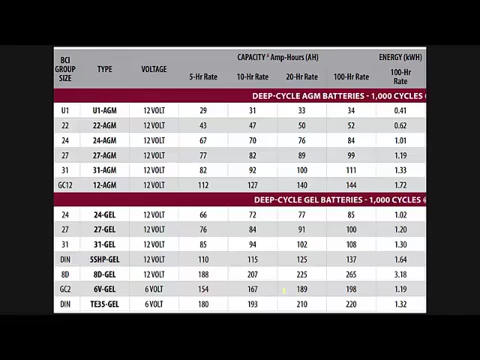 BCI GROUP SIZE TYPE VOLTAGE CAPACITY ᴬ Amp-Hours (AH) ENERGY (kWH)
5-Hr Rate 10-Hr Rate 20-Hr Rate 100-Hr Rate 100-Hr Rate
DEEP-CYCLE AGM BATTERIES - 1,000 CYCLES
U1 U1-AGM 12 VOLT 29 31 33 34 0.41
22 22-AGM 12 VOLT 43 47 50 52 0.62
24 24-AGM 12 VOLT 67 70 76 84 1.01
27 27-AGM 12 VOLT 77 82 89 99 1.19
31 31-AGM 12 VOLT 82 92 100 111 1.33
GC12 12-AGM 12 VOLT 112 127 140 144 1.72
DEEP-CYCLE GEL BATTERIES - 1,000 CYCLES
24 24-GEL 12 VOLT 66 72 77 85 1.02
27 27-GEL 12 VOLT 76 84 91 100 1.20
31 31-GEL 12 VOLT 85 94 102 108 1.30
DIN 5SHP-GEL 12 VOLT 110 115 125 137 1.64
8D 8D-GEL 12 VOLT 188 207 225 265 3.18
GC2 6V-GEL 6 VOLT 154 167 189 198 1.19
DIN TE35-GEL 6 VOLT 180 193 210 220 1.32